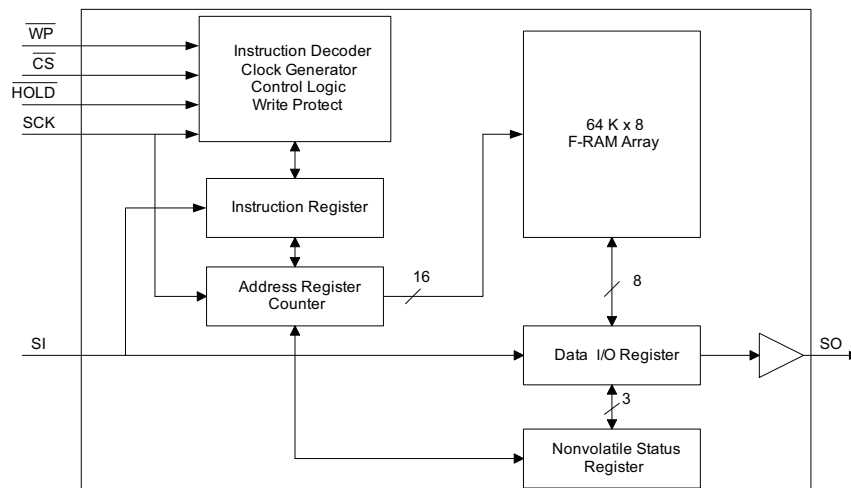 WP
CS
HOLD
SCK
Instruction Decoder
Clock Generator
Control Logic
Write Protect
64 K x 8
F-RAM Array
Instruction Register
Address Register
Counter
16
8
SI
Data I/O Register
SO
3
Nonvolatile Status
Register